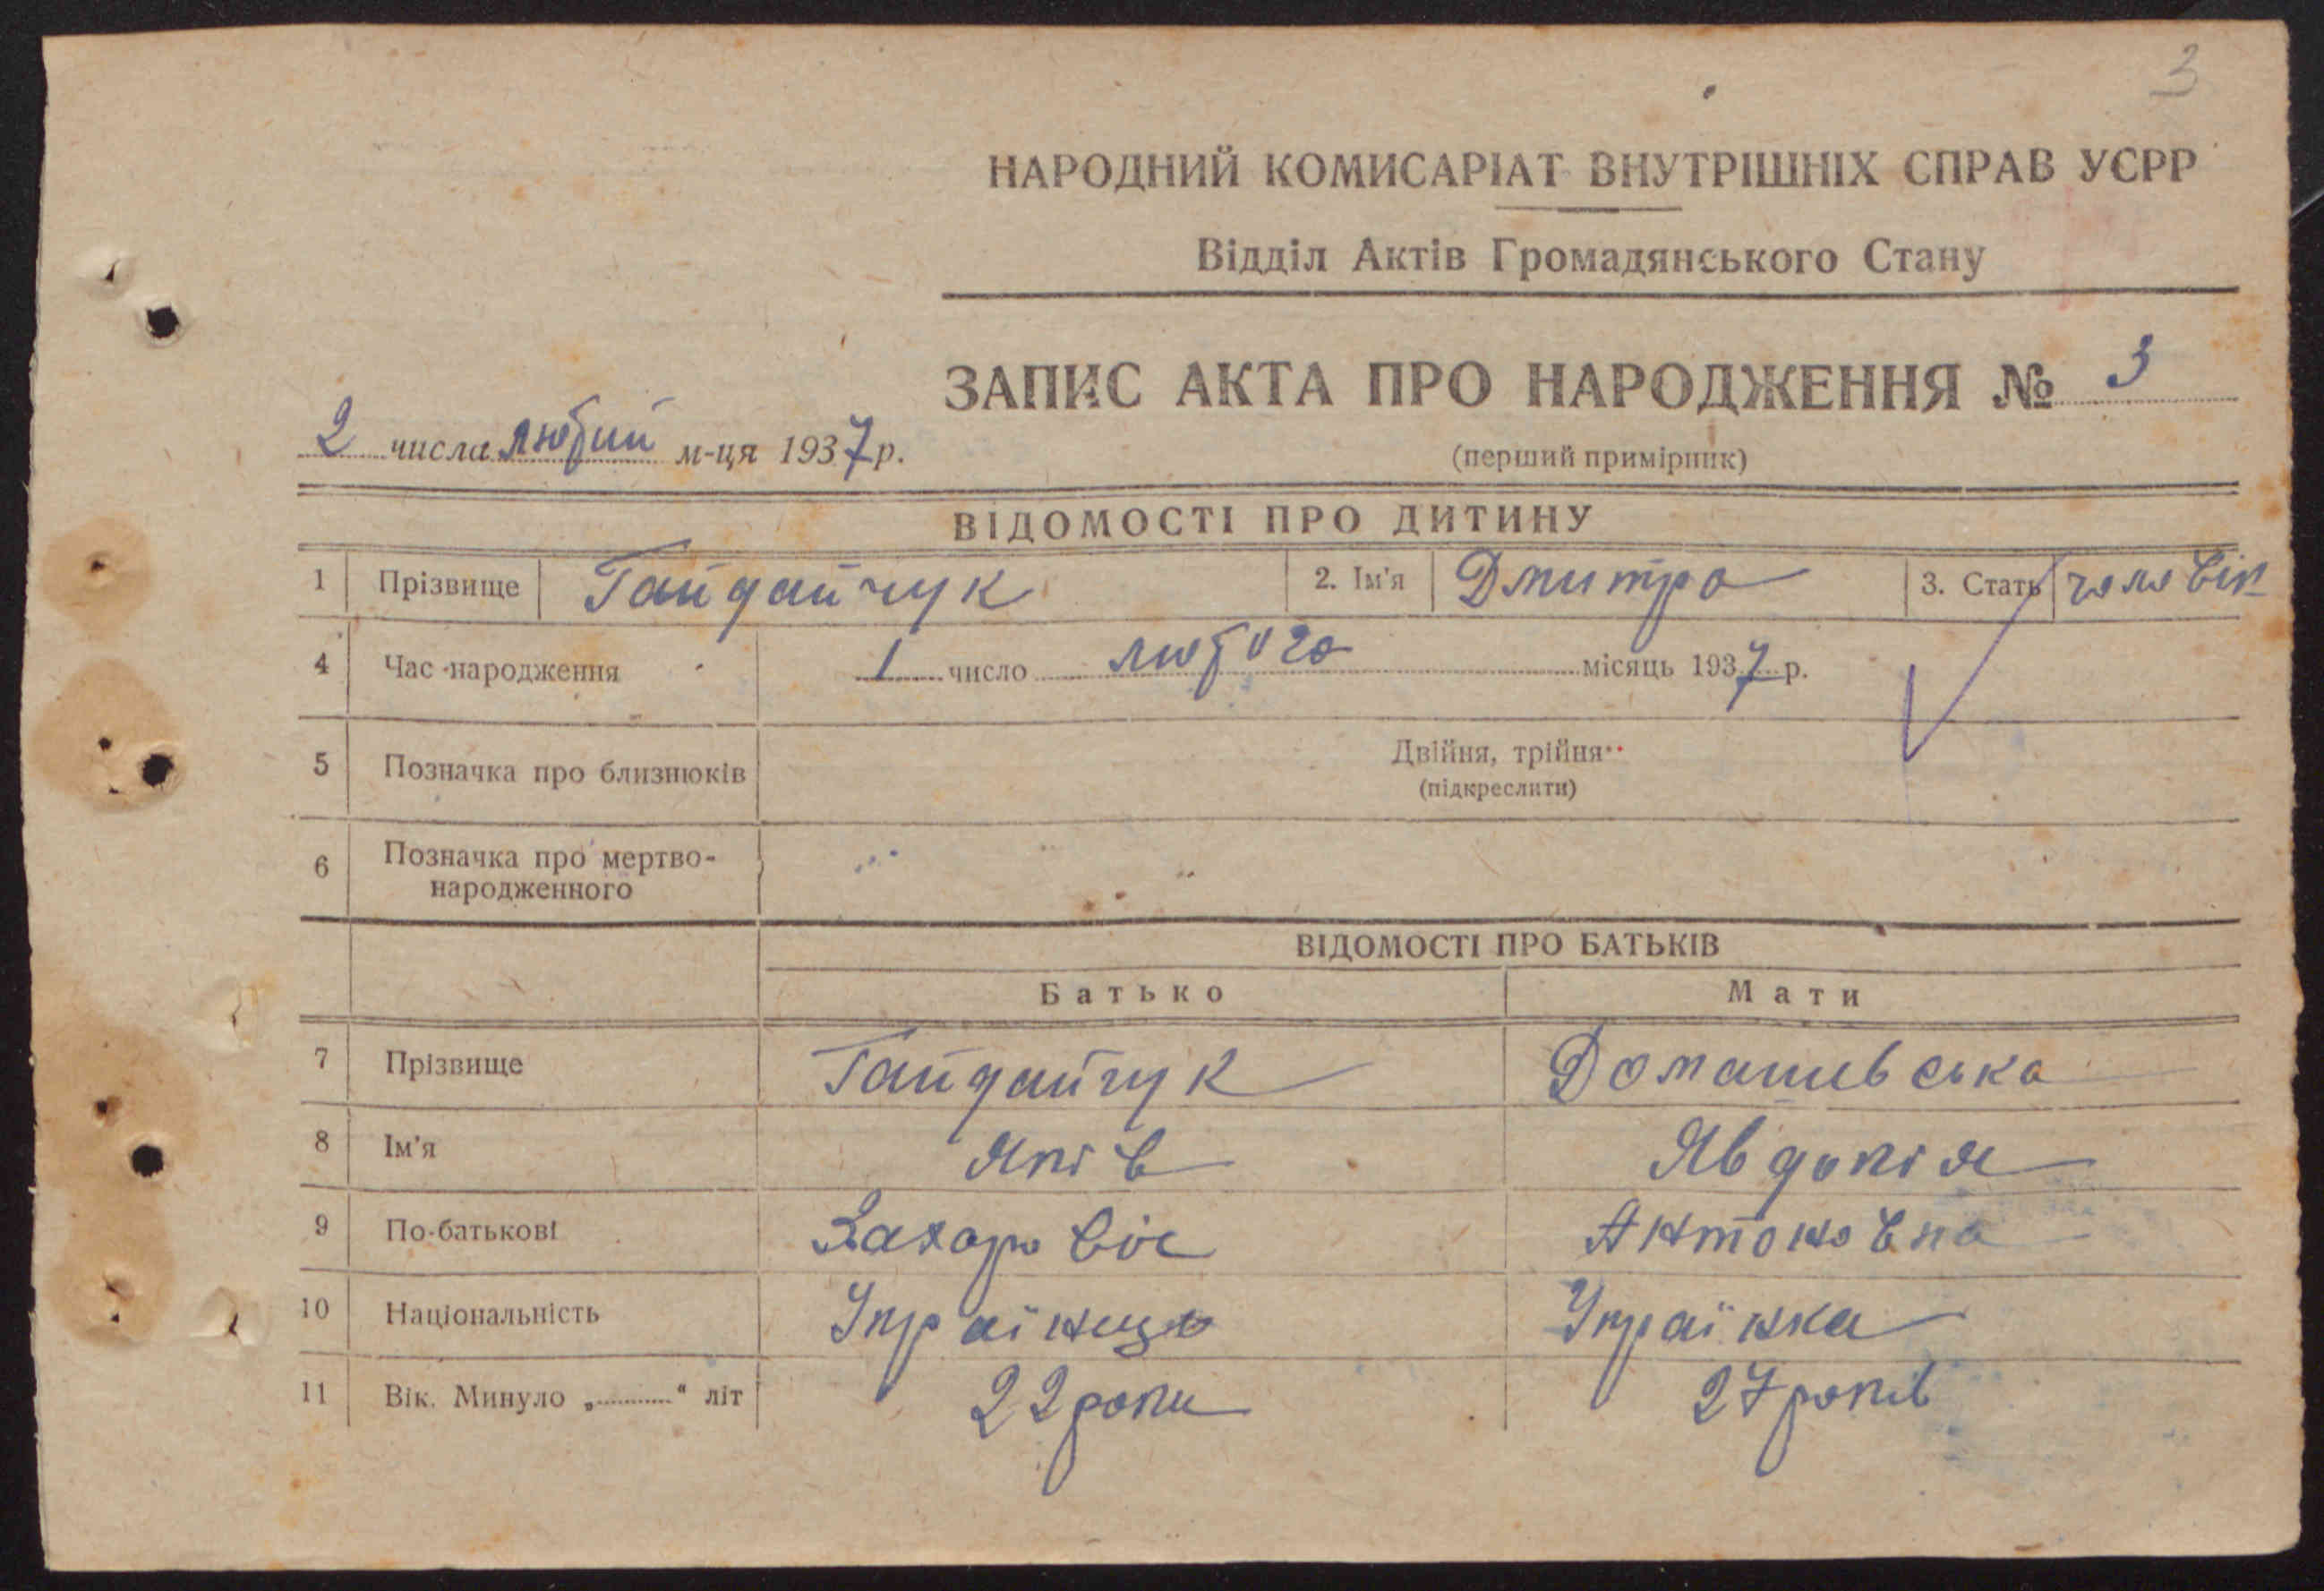 3
НАРОДНИЙ КОМИСАРІАТ ВНУТРІШНІХ СПРАВ УСРР
Відділ Актів Громадянського Стану
ЗАПИС АКТА ПРО НАРОДЖЕННЯ № 3
2 числа лютий м-ця 1937 р.
(перший примірник)
ВІДОМОСТІ ПРО ДИТИНУ
1 Прізвище Гайдайчук 2. Ім'я Дмитро 3. Стать чоловік
4 Час народження 1 число лютого місяць 1937 р.
5 Позначка про близнюків Двійня, трійня
(підкреслити)
6 Позначка про мертво-
народженного
ВІДОМОСТІ ПРО БАТЬКІВ
Батько Мати
7 Прізвище Гайдайчук Домашевська
8 Ім'я Яків Явдокія
9 По-батькові Захаровіс Антоновна
10 Національність Українець Українка
11 Вік. Минуло „..........“ літ 22 роки 27 років